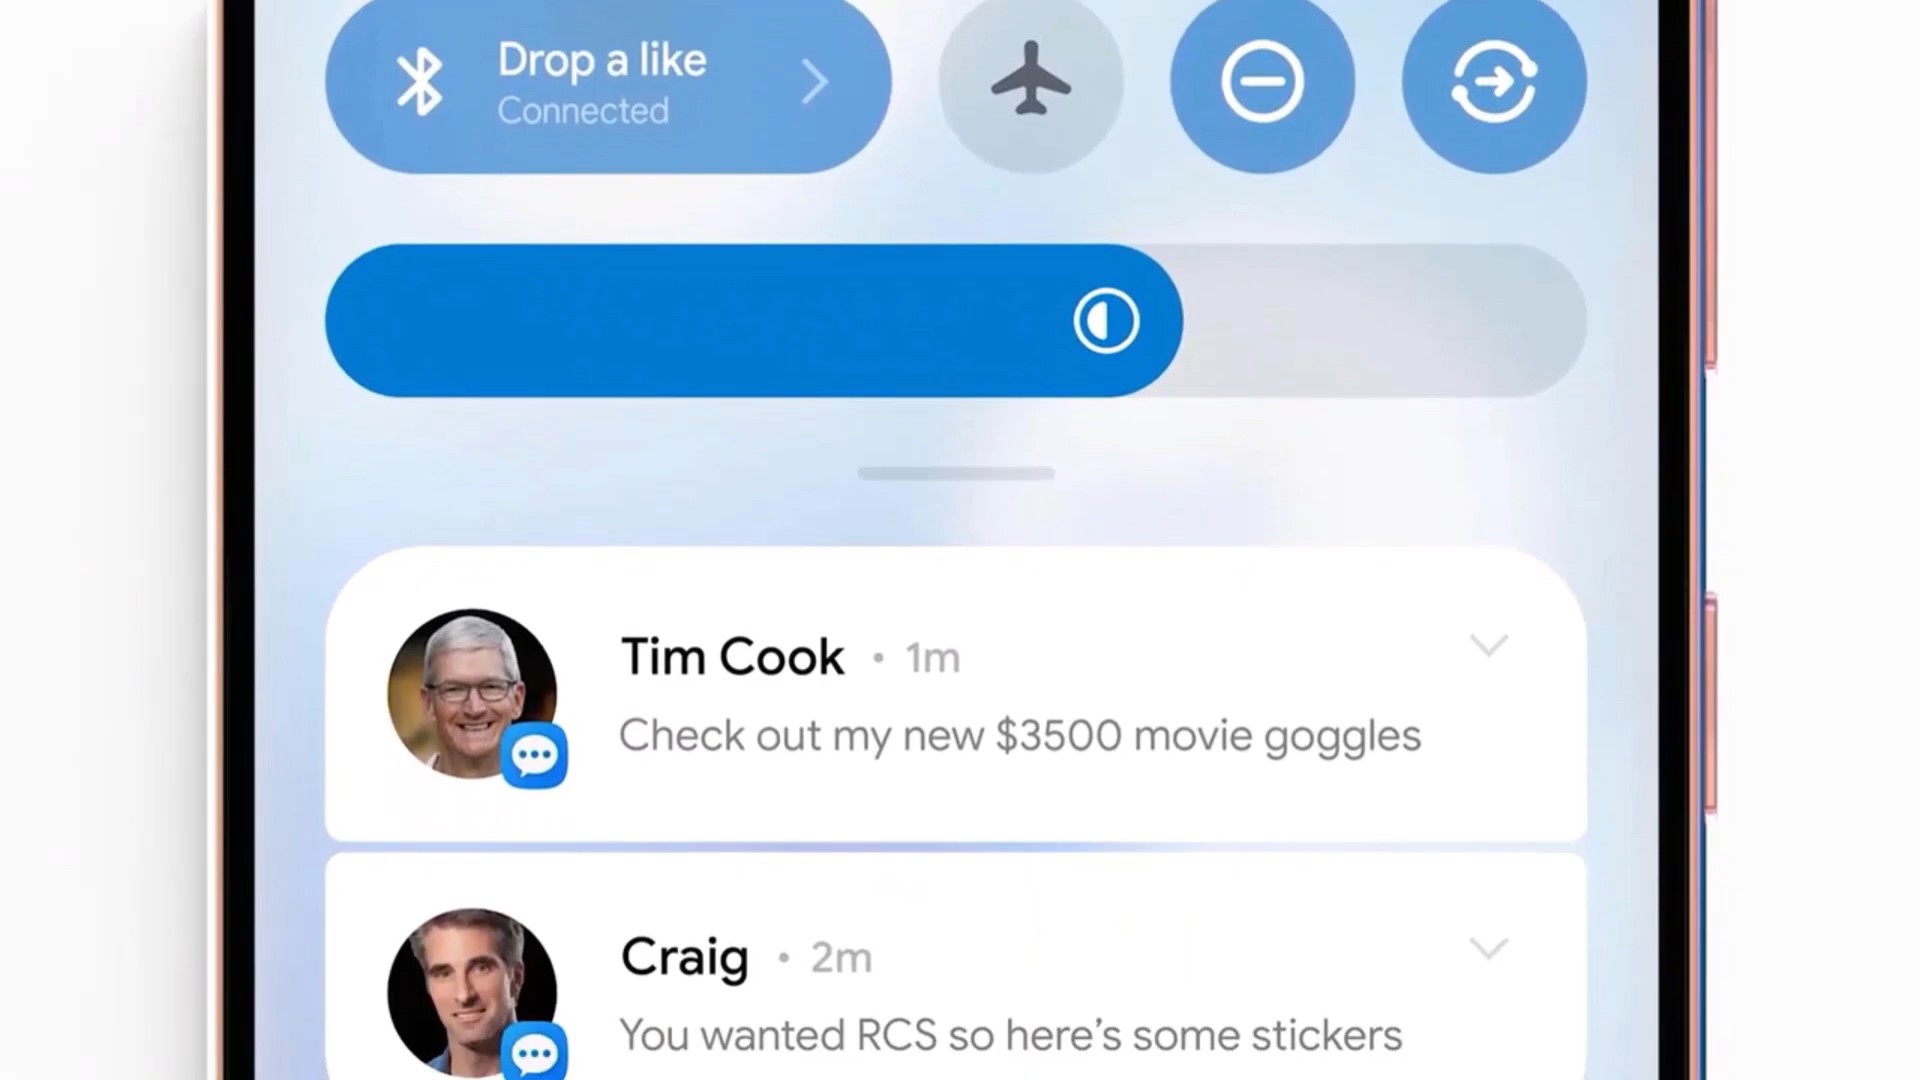 Drop a like
Connected
Tim Cook • 1m
Check out my new $3500 movie goggles
Craig • 2m
You wanted RCS so here’s some stickers